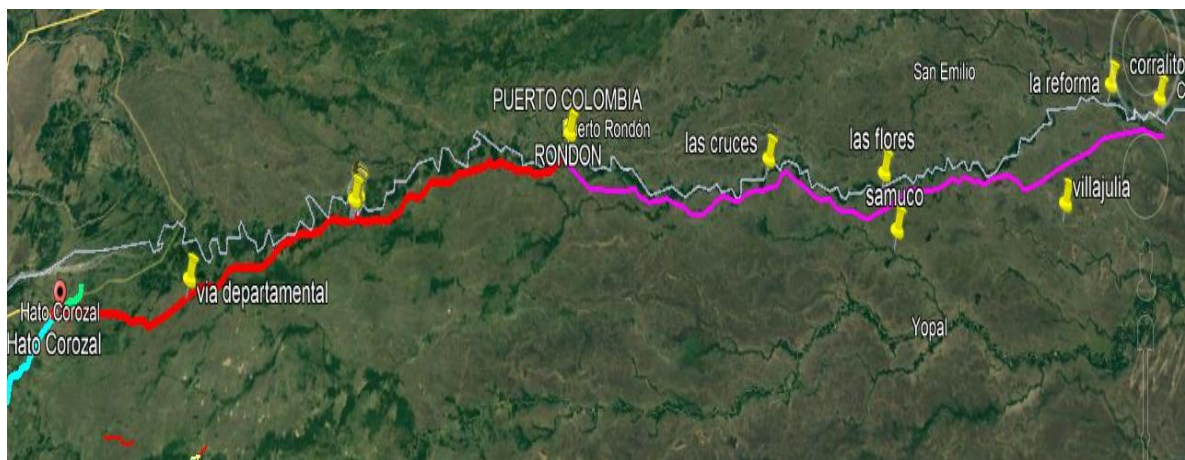 San Emilio
la reforma
corralito
C
PUERTO COLOMBIA
erto Rondón
RONDON
las cruces
las flores
samuco
villajulia
via departamental
Hato Corozal
Hato Corozal
Yopal